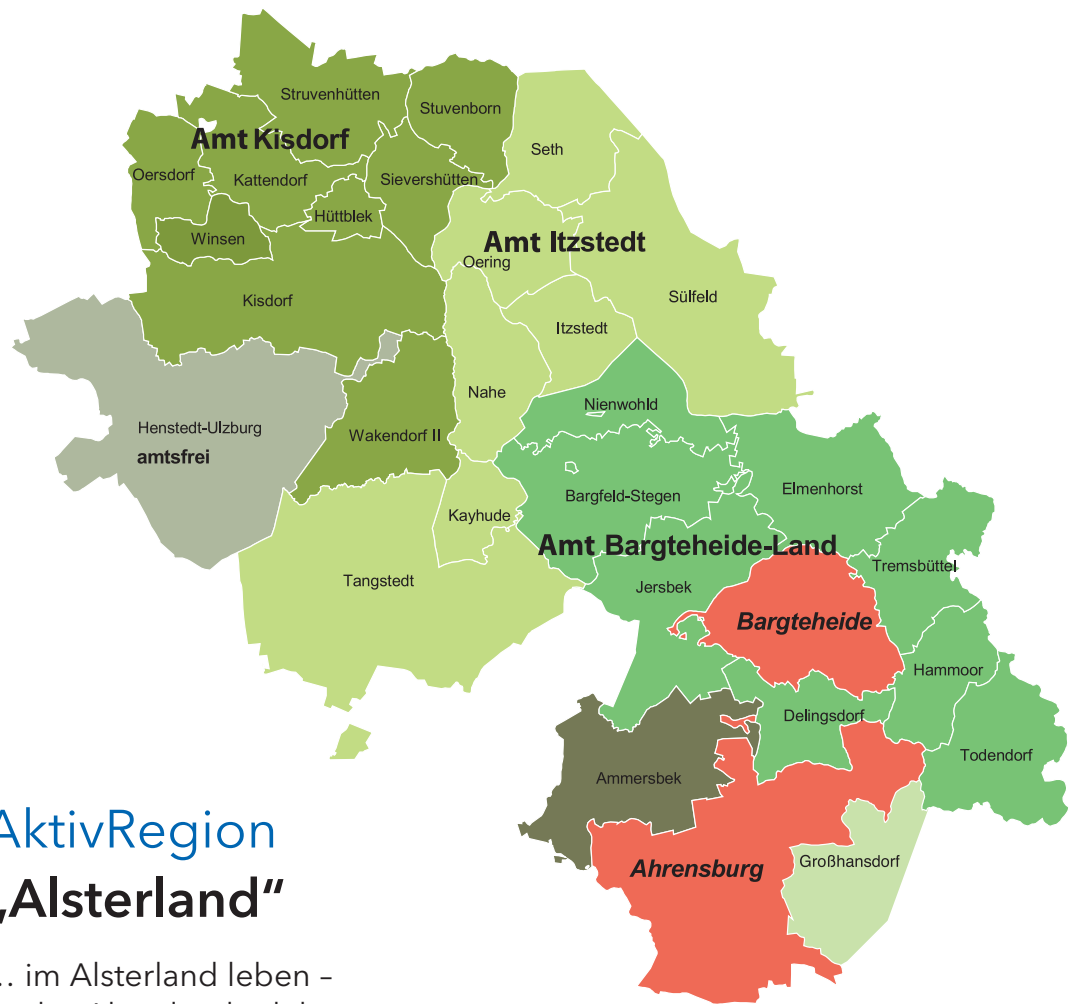 Struvenhütten
Stuvenborn
Amt Kisdorf
Seth
Oersdorf
Kattendorf
Sievershütten
Hüttblek
Winsen
Amt Itzstedt
Oering
Kisdorf
Sülfeld
Itzstedt
Nahe
Nienwohld
Henstedt-Ulzburg
amtsfrei
Wakendorf II
Bargfeld-Stegen
Elmenhorst
Kayhude
Amt Bargteheide-Land
Tremsbüttel
Tangstedt
Jersbek
Bargteheide
Hammoor
Delingsdorf
Todendorf
Ammersbek
Großhansdorf
Ahrensburg
AktivRegion
„Alsterland“
… im Alsterland leben –